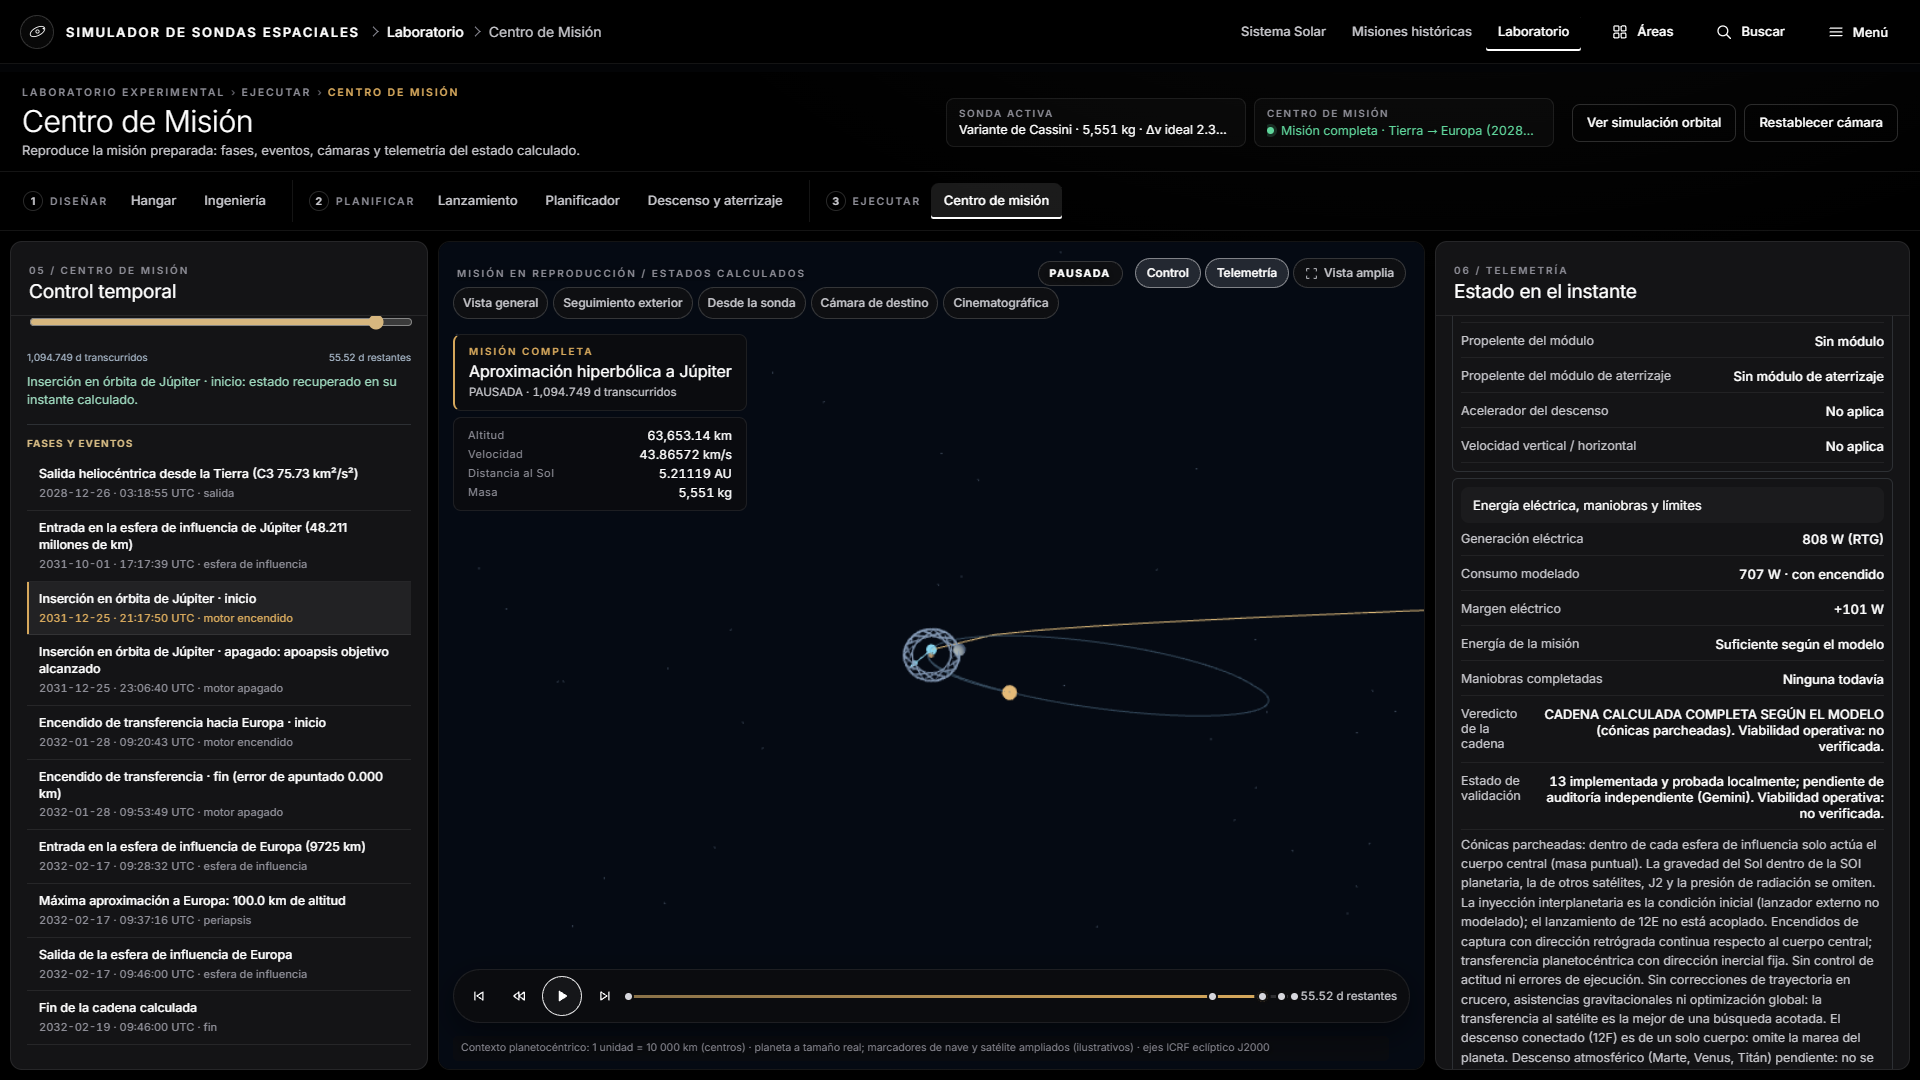 SIMULADOR DE SONDAS ESPACIALES > Laboratorio > Centro de Misión
Sistema Solar
Misiones históricas
Laboratorio
Áreas
Buscar
Menú
LABORATORIO EXPERIMENTAL › EJECUTAR › CENTRO DE MISIÓN
Centro de Misión
Reproduce la misión preparada: fases, eventos, cámaras y telemetría del estado calculado.
SONDA ACTIVA
Variante de Cassini · 5,551 kg · Δv ideal 2.3...
CENTRO DE MISIÓN
Misión completa · Tierra → Europa (2028...
Ver simulación orbital
Restablecer cámara
1 DISEÑAR
Hangar
Ingeniería
2 PLANIFICAR
Lanzamiento
Planificador
Descenso y aterrizaje
3 EJECUTAR
Centro de misión
05 / CENTRO DE MISIÓN
Control temporal
1,094.749 d transcurridos
55.52 d restantes
Inserción en órbita de Júpiter · inicio: estado recuperado en su
instante calculado.
FASES Y EVENTOS
Salida heliocéntrica desde la Tierra (C3 75.73 km²/s²)
2028-12-26 · 03:18:55 UTC · salida
Entrada en la esfera de influencia de Júpiter (48.211
millones de km)
2031-10-01 · 17:17:39 UTC · esfera de influencia
Inserción en órbita de Júpiter · inicio
2031-12-25 · 21:17:50 UTC · motor encendido
Inserción en órbita de Júpiter · apagado: apoapsis objetivo
alcanzado
2031-12-25 · 23:06:40 UTC · motor apagado
Encendido de transferencia hacia Europa · inicio
2032-01-28 · 09:20:43 UTC · motor encendido
Encendido de transferencia · fin (error de apuntado 0.000
km)
2032-01-28 · 09:53:49 UTC · motor apagado
Entrada en la esfera de influencia de Europa (9725 km)
2032-02-17 · 09:28:32 UTC · esfera de influencia
Máxima aproximación a Europa: 100.0 km de altitud
2032-02-17 · 09:37:16 UTC · periapsis
Salida de la esfera de influencia de Europa
2032-02-17 · 09:46:00 UTC · esfera de influencia
Fin de la cadena calculada
2032-02-19 · 09:46:00 UTC · fin
MISIÓN EN REPRODUCCIÓN / ESTADOS CALCULADOS
PAUSADA
Control
Telemetría
Vista amplia
Vista general
Seguimiento exterior
Desde la sonda
Cámara de destino
Cinematográfica
MISIÓN COMPLETA
Aproximación hiperbólica a Júpiter
PAUSADA · 1,094.749 d transcurridos
Altitud 63,653.14 km
Velocidad 43.86572 km/s
Distancia al Sol 5.21119 AU
Masa 5,551 kg
55.52 d restantes
Contexto planetocéntrico: 1 unidad = 10 000 km (centros) · planeta a tamaño real; marcadores de nave y satélite ampliados (ilustrativos) · ejes ICRF eclíptico J2000
06 / TELEMETRÍA
Estado en el instante
Propelente del módulo Sin módulo
Propelente del módulo de aterrizaje Sin módulo de aterrizaje
Acelerador del descenso No aplica
Velocidad vertical / horizontal No aplica
Energía eléctrica, maniobras y límites
Generación eléctrica 808 W (RTG)
Consumo modelado 707 W · con encendido
Margen eléctrico +101 W
Energía de la misión Suficiente según el modelo
Maniobras completadas Ninguna todavía
Veredicto de la cadena
CADENA CALCULADA COMPLETA SEGÚN EL MODELO
(cónicas parcheadas). Viabilidad operativa: no
verificada.
Estado de validación
13 implementada y probada localmente; pendiente de
auditoría independiente (Gemini). Viabilidad operativa:
no verificada.
Cónicas parcheadas: dentro de cada esfera de influencia solo actúa el
cuerpo central (masa puntual). La gravedad del Sol dentro de la SOI
planetaria, la de otros satélites, J2 y la presión de radiación se omiten.
La inyección interplanetaria es la condición inicial (lanzador externo no
modelado); el lanzamiento de 12E no está acoplado. Encendidos de
captura con dirección retrógrada continua respecto al cuerpo central;
transferencia planetocéntrica con dirección inercial fija. Sin control de
actitud ni errores de ejecución. Sin correcciones de trayectoria en
crucero, asistencias gravitacionales ni optimización global: la
transferencia al satélite es la mejor de una búsqueda acotada. El
descenso conectado (12F) es de un solo cuerpo: omite la marea del
planeta. Descenso atmosférico (Marte, Venus, Titán) pendiente: no se